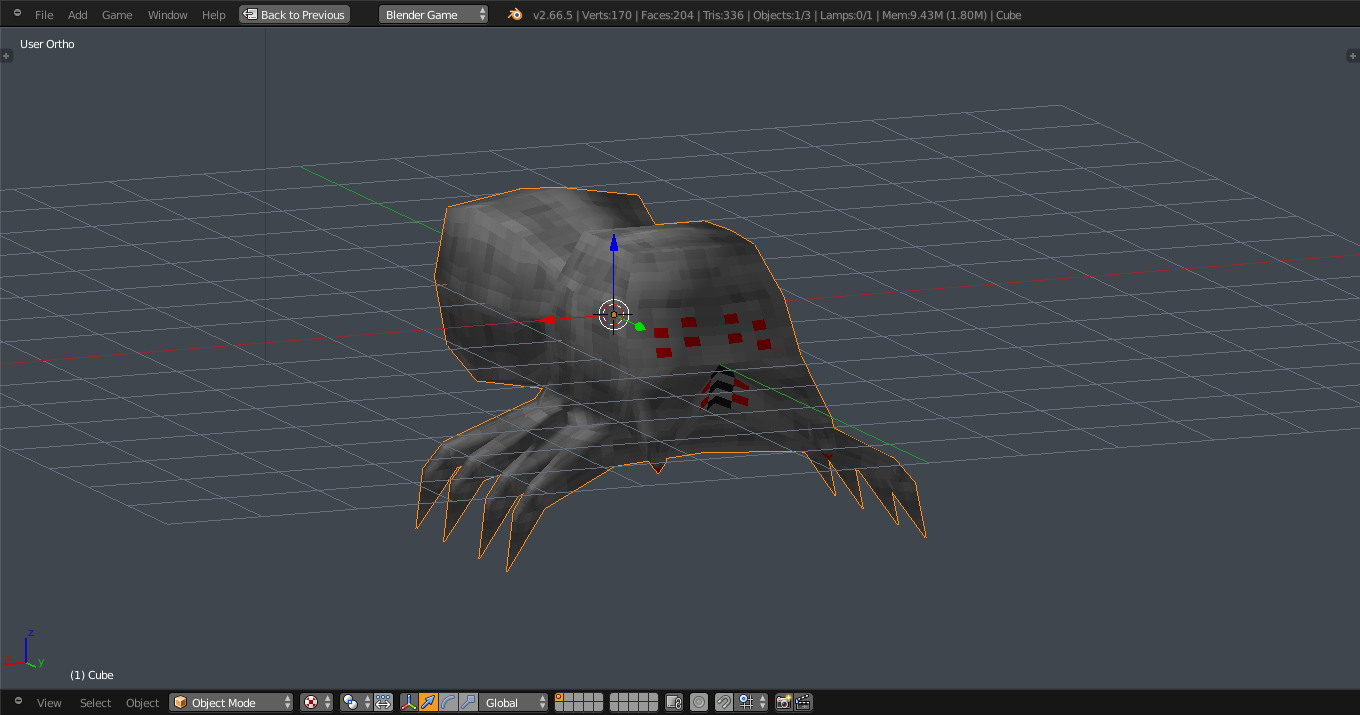 File Add Game Window Help Back to Previous Blender Game v2.66.5 | Verts:170 | Faces:204 | Tris:336 | Objects:1/3 | Lamps:0/1 | Mem:9.43M (1.80M) | Cube
User Ortho
z
x y
(1) Cube
View Select Object Object Mode Global